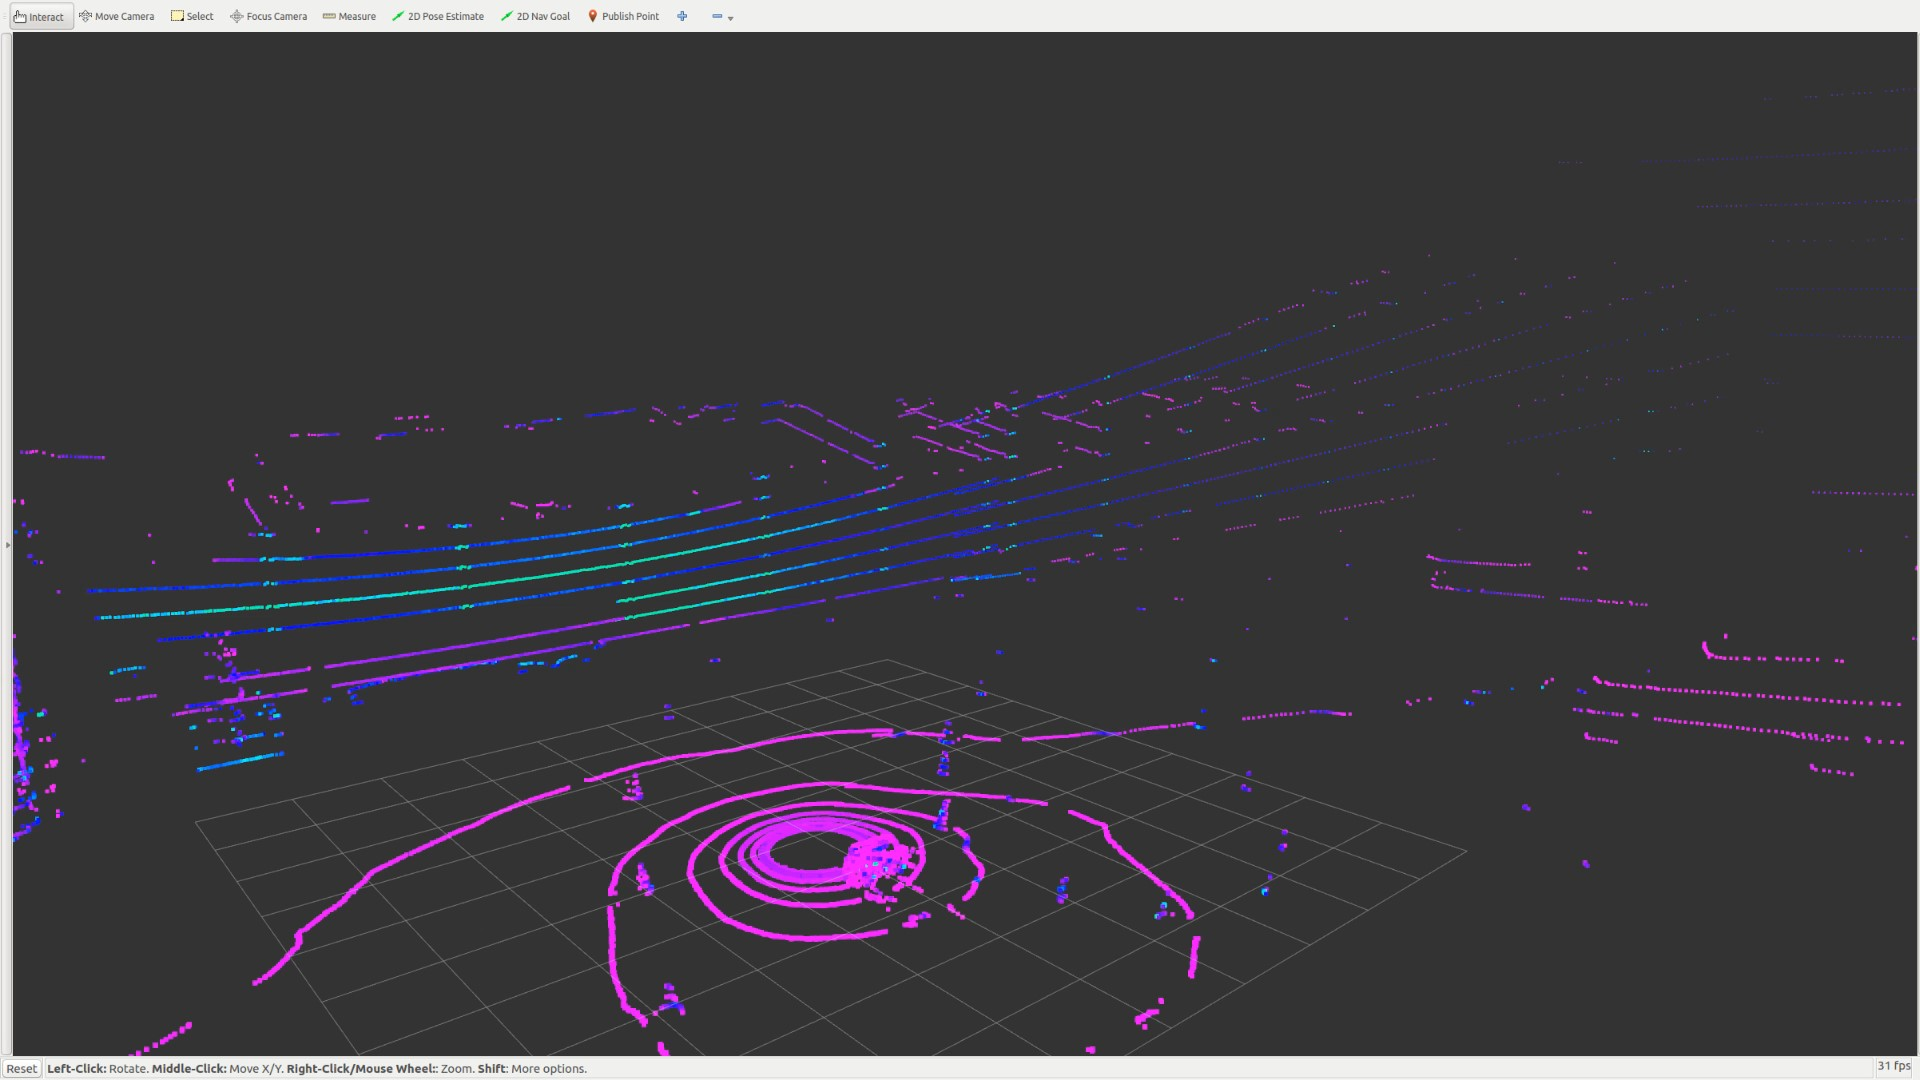 Interact Move Camera Select Focus Camera Measure 2D Pose Estimate 2D Nav Goal Publish Point
Reset Left-Click: Rotate. Middle-Click: Move X/Y. Right-Click/Mouse Wheel:: Zoom. Shift: More options. 31 fps